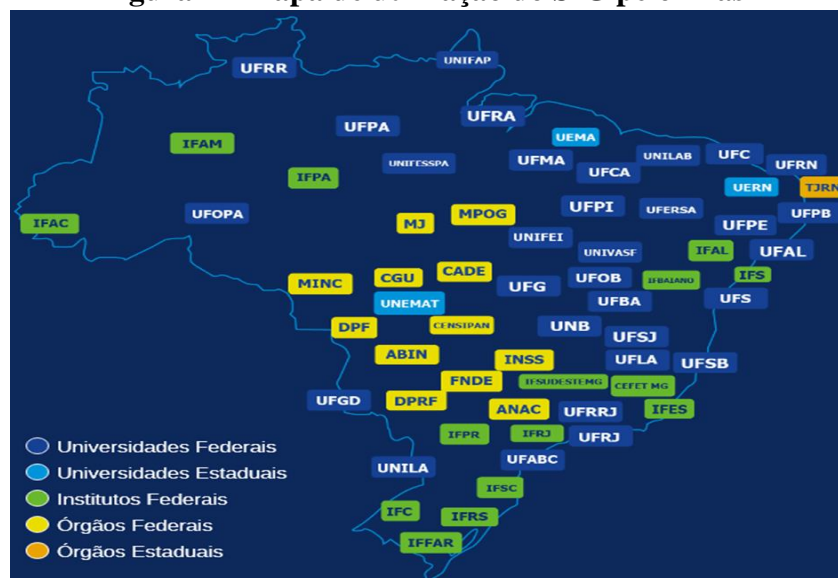 UFRR
UNIFAP
UFRA
UFPA
UEMA
IFAM
UNIFESSPA
UFMA
UFCA
UNILAB
UFC
UFRN
IFPA
UERN
TJRN
IFAC
UFOPA
MJ
MPOG
UFPI
UFERSA
UFPE
UFPB
UNIFEI
UNIVASF
IFAL
UFAL
MINC
CGU
CADE
UFG
UFOB
IFBAIANO
IFS
UNEMAT
UFBA
UFS
DPF
CENSIPAN
UNB
UFSJ
ABIN
INSS
UFLA
UFSB
FNDE
IFSUDESTEMG
CEFET MG
UFGD
DPRF
ANAC
UFRRJ
IFES
IFPR
IFRJ
UFRJ
UNILA
UFABC
IFSC
IFC
IFRS
IFFAR
Universidades Federais
Universidades Estaduais
Institutos Federais
Órgãos Federais
Órgãos Estaduais